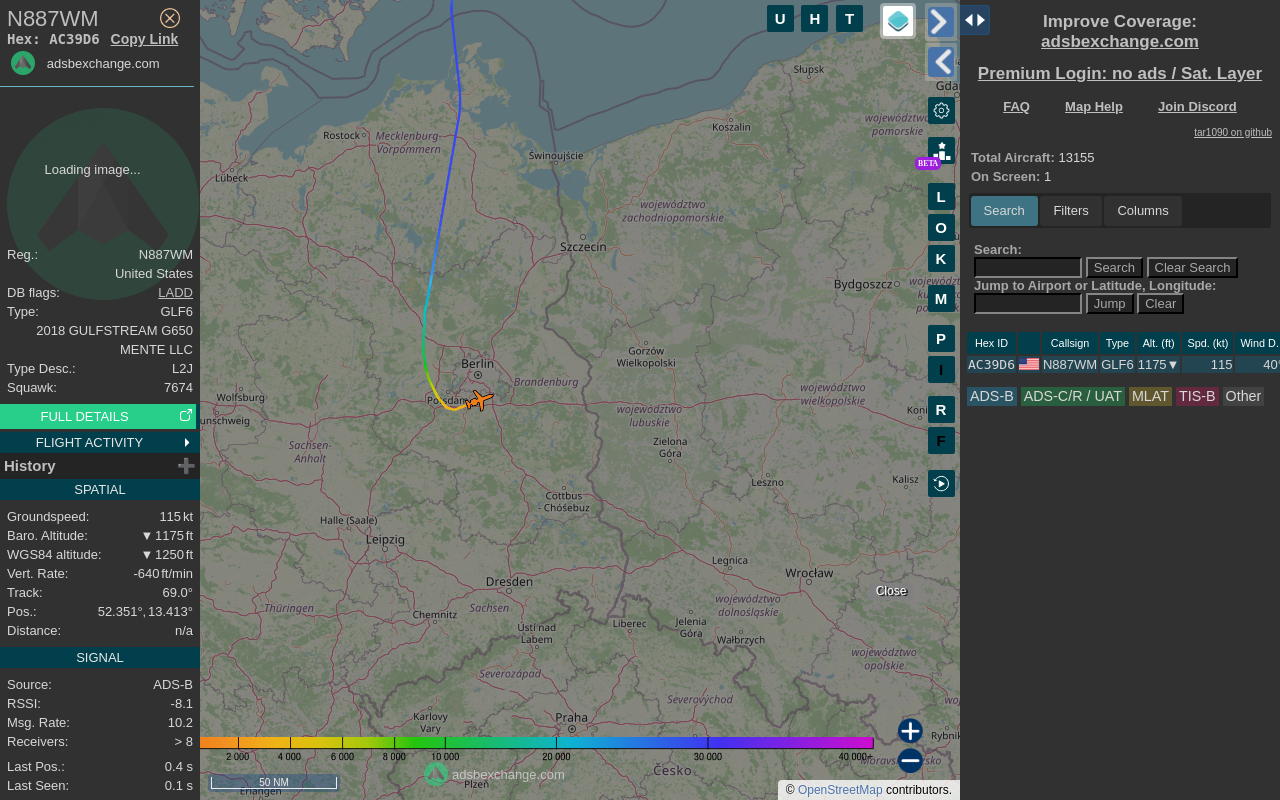 N887WM
Hex: AC39D6 Copy Link
adsbexchange.com
Loading image...
Reg.: N887WM
United States
DB flags: LADD
Type: GLF6
2018 GULFSTREAM G650
MENTE LLC
Type Desc.: L2J
Squawk: 7674
FULL DETAILS
FLIGHT ACTIVITY
History
SPATIAL
Groundspeed: 115 kt
Baro. Altitude: ▼ 1175 ft
WGS84 altitude: ▼ 1250 ft
Vert. Rate: -640 ft/min
Track: 69.0°
Pos.: 52.351°, 13.413°
Distance: n/a
SIGNAL
Source: ADS-B
RSSI: -8.1
Msg. Rate: 10.2
Receivers: > 8
Last Pos.: 0.4 s
Last Seen: 0.1 s
U H T
Słupsk
Gda
Koszalin
województwo
pomorskie
Rostock
Mecklenburg-
Vorpommern
Świnoujście
BETA
Lübeck
L
województwo
zachodniopomorskie
O
Szczecin
K
Bydgoszcz
M
P
Berlin
Gorzów
Wielkopolski
I
Brandenburg
województwo
wielkopolskie
Wolfsburg
unschweig
województwo
lubuskie
R
F
Sachsen-
Anhalt
Zielona
Góra
Leszno
Kalisz
Cottbus
- Chóśebuz
Halle (Saale)
Leipzig
Legnica
Wrocław
Dresden
Close
Thüringen
Sachsen
Chemnitz
województwo
dolnośląskie
Ústí nad
Labem
Liberec
Jelenia
Góra
Wałbrzych
województwo
opolskie
Severozápad
Severovýchod
Karlovy
Vary
Praha
Rybnik
2 000 4 000 6 000 8 000 10 000 20 000 30 000 40 000+
adsbexchange.com
Česko
50 NM
Plzeň
Erlangen
© OpenStreetMap contributors.
Improve Coverage:
adsbexchange.com
Premium Login: no ads / Sat. Layer
FAQ Map Help Join Discord
tar1090 on github
Total Aircraft: 13155
On Screen: 1
Search Filters Columns
Search:
Search Clear Search
Jump to Airport or Latitude, Longitude:
Jump Clear
Hex ID Callsign Type Alt. (ft) Spd. (kt) Wind D.
AC39D6 N887WM GLF6 1175▼ 115 40°
ADS-B ADS-C/R / UAT MLAT TIS-B Other